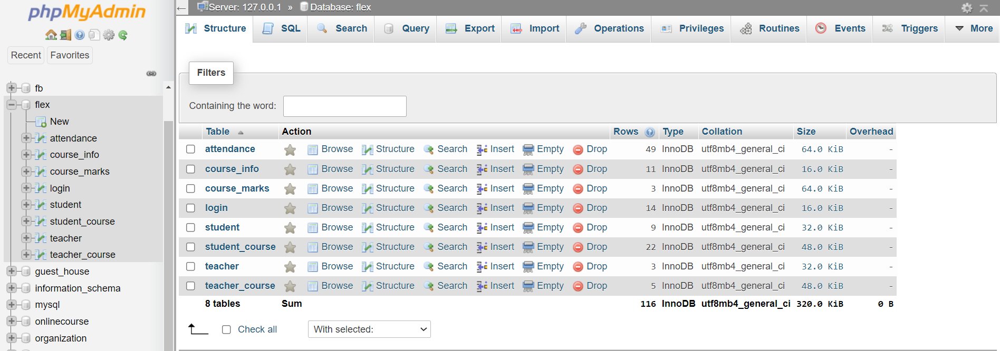 phpMyAdmin
Recent Favorites
fb
flex
New
attendance
course_info
course_marks
login
student
student_course
teacher
teacher_course
guest_house
information_schema
mysql
onlinecourse
organization
← Server: 127.0.0.1 » Database: flex
Structure SQL Search Query Export Import Operations Privileges Routines Events Triggers More
Filters
Containing the word:
Table Action Rows Type Collation Size Overhead
attendance Browse Structure Search Insert Empty Drop 49 InnoDB utf8mb4_general_ci 64.0 KiB -
course_info Browse Structure Search Insert Empty Drop 11 InnoDB utf8mb4_general_ci 16.0 KiB -
course_marks Browse Structure Search Insert Empty Drop 3 InnoDB utf8mb4_general_ci 64.0 KiB -
login Browse Structure Search Insert Empty Drop 14 InnoDB utf8mb4_general_ci 16.0 KiB -
student Browse Structure Search Insert Empty Drop 9 InnoDB utf8mb4_general_ci 32.0 KiB -
student_course Browse Structure Search Insert Empty Drop 22 InnoDB utf8mb4_general_ci 48.0 KiB -
teacher Browse Structure Search Insert Empty Drop 3 InnoDB utf8mb4_general_ci 32.0 KiB -
teacher_course Browse Structure Search Insert Empty Drop 5 InnoDB utf8mb4_general_ci 48.0 KiB -
8 tables Sum 116 InnoDB utf8mb4_general_ci 320.0 KiB 0 B
Check all With selected: